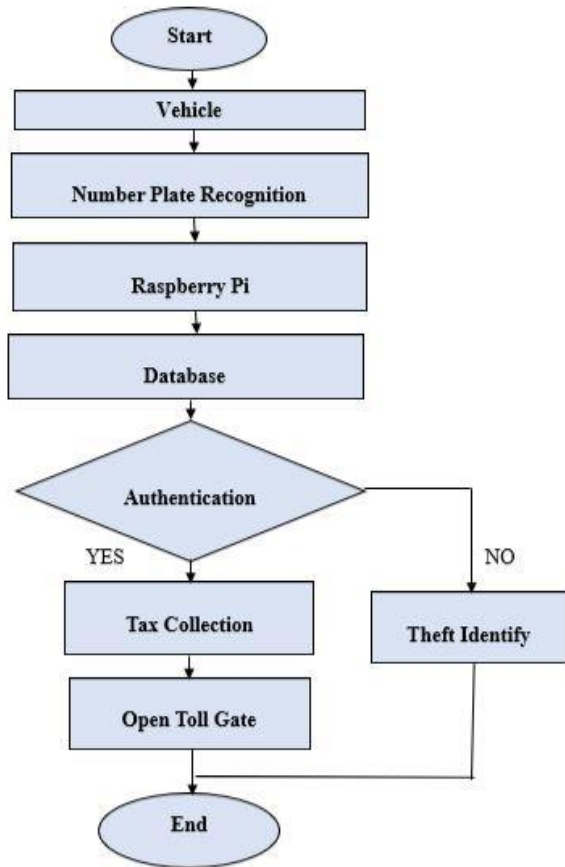 Start
Vehicle
Number Plate Recognition
Raspberry Pi
Database
Authentication
YES
NO
Tax Collection
Theft Identify
Open Toll Gate
End